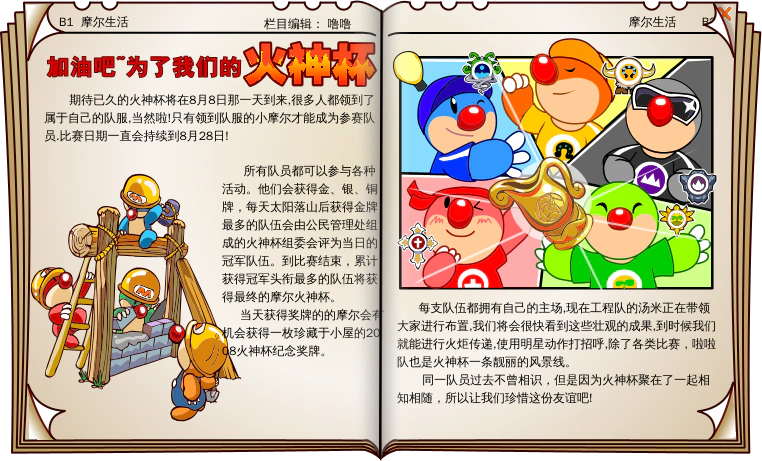 B1 摩尔生活
栏目编辑： 噜噜
加油吧~为了我们的火神杯
期待已久的火神杯将在8月8日那一天到来,很多人都领到了
属于自己的队服,当然啦!只有领到队服的小摩尔才能成为参赛队
员.比赛日期一直会持续到8月28日!
所有队员都可以参与各种
活动。他们会获得金、银、铜
牌，每天太阳落山后获得金牌
最多的队伍会由公民管理处组
成的火神杯组委会评为当日的
冠军队伍。到比赛结束，累计
获得冠军头衔最多的队伍将获
得最终的摩尔火神杯。
当天获得奖牌的的摩尔会有
机会获得一枚珍藏于小屋的20
08火神杯纪念奖牌。
摩尔生活
每支队伍都拥有自己的主场,现在工程队的汤米正在带领
大家进行布置,我们将会很快看到这些壮观的成果,到时候我们
就能进行火炬传递,使用明星动作打招呼,除了各类比赛，啦啦
队也是火神杯一条靓丽的风景线。
同一队员过去不曾相识，但是因为火神杯聚在了一起相
知相随，所以让我们珍惜这份友谊吧!